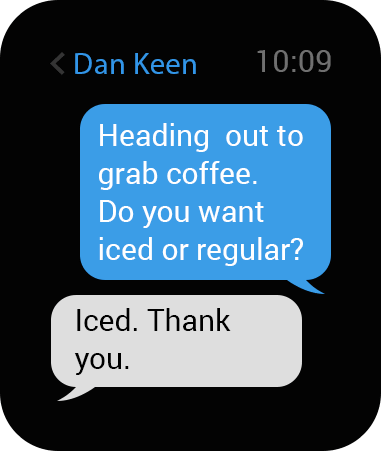 Dan Keen 10:09
Heading out to
grab coffee.
Do you want
iced or regular?
Iced. Thank
you.